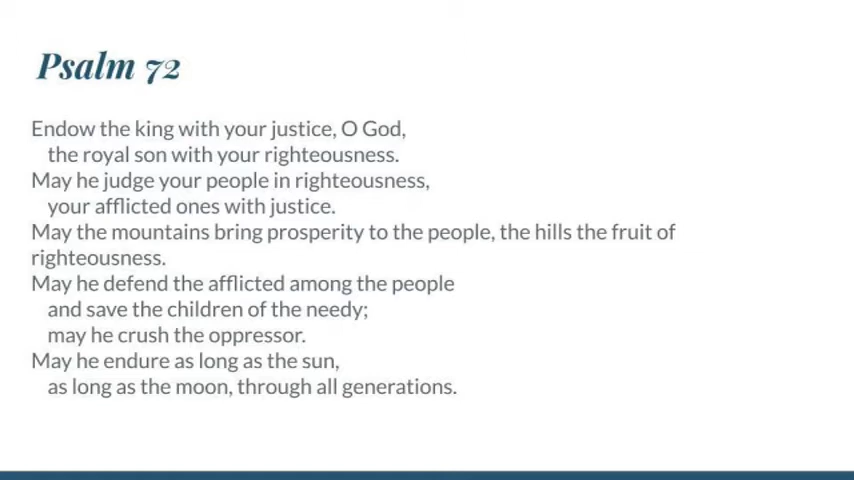 Psalm 72
Endow the king with your justice, O God,
the royal son with your righteousness.
May he judge your people in righteousness,
your afflicted ones with justice.
May the mountains bring prosperity to the people, the hills the fruit of
righteousness.
May he defend the afflicted among the people
and save the children of the needy;
may he crush the oppressor.
May he endure as long as the sun,
as long as the moon, through all generations.